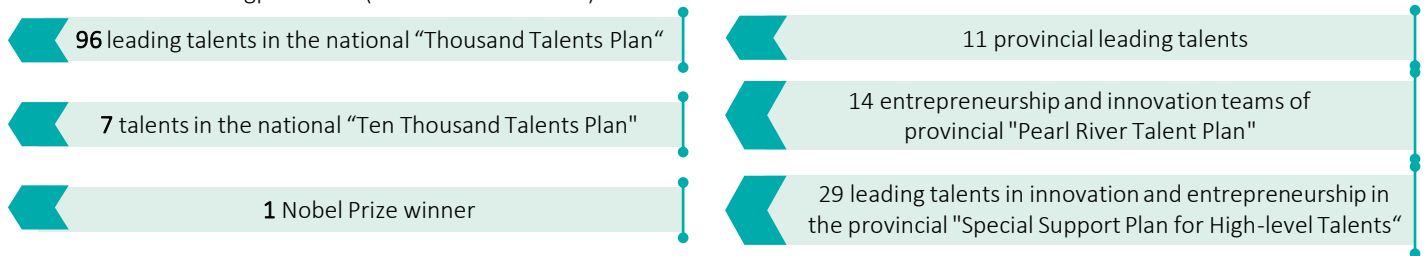 96 leading talents in the national “Thousand Talents Plan“
7 talents in the national “Ten Thousand Talents Plan"
1 Nobel Prize winner
11 provincial leading talents
14 entrepreneurship and innovation teams of
provincial "Pearl River Talent Plan"
29 leading talents in innovation and entrepreneurship in
the provincial "Special Support Plan for High-level Talents“